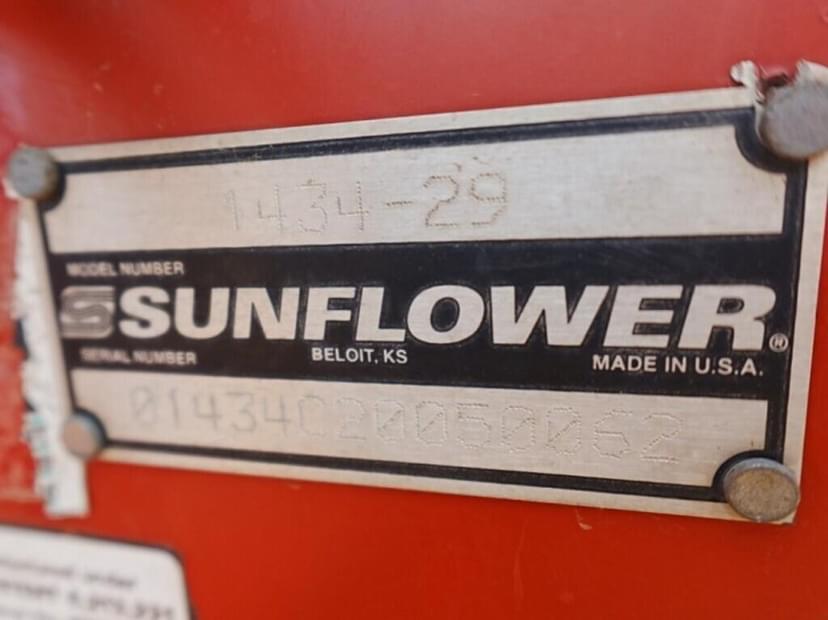 1434-29
MODEL NUMBER
SUNFLOWER®
SERIAL NUMBER
BELOIT, KS
MADE IN U.S.A.
01434C20050062